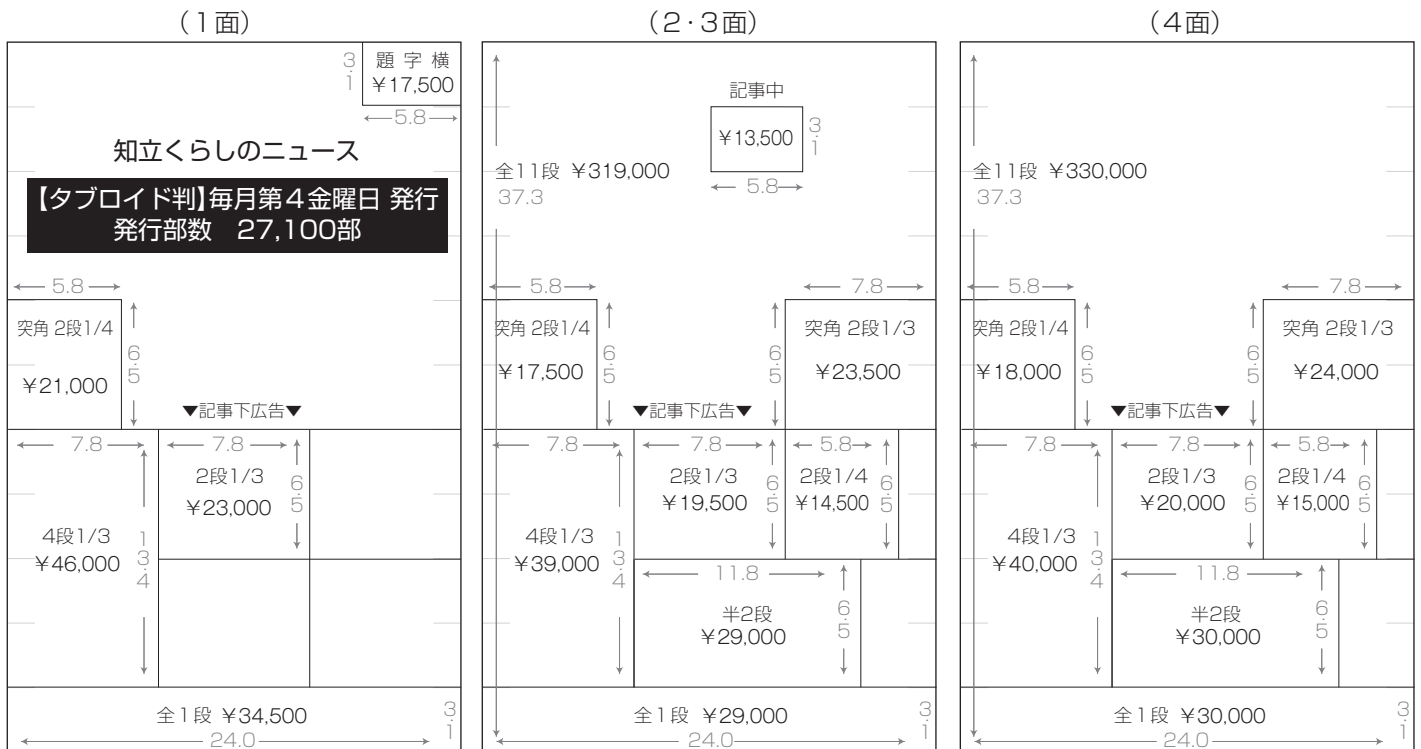 （1面）
題字横
¥17,500
3.1
5.8
知立くらしのニュース
【タブロイド判】毎月第4金曜日 発行
発行部数　27,100部
5.8
突角 2段1/4
¥21,000
6.5
▼記事下広告▼
7.8
4段1/3
¥46,000
13.4
7.8
2段1/3
¥23,000
6.5
全1段 ¥34,500
3.1
24.0
（2・3面）
記事中
¥13,500
3.1
5.8
全11段 ¥319,000
37.3
5.8
突角 2段1/4
¥17,500
6.5
7.8
突角 2段1/3
¥23,500
6.5
▼記事下広告▼
7.8
4段1/3
¥39,000
13.4
7.8
2段1/3
¥19,500
6.5
5.8
2段1/4
¥14,500
6.5
11.8
半2段
¥29,000
6.5
全1段 ¥29,000
3.1
24.0
（4面）
全11段 ¥330,000
37.3
5.8
突角 2段1/4
¥18,000
6.5
7.8
突角 2段1/3
¥24,000
6.5
▼記事下広告▼
7.8
4段1/3
¥40,000
13.4
7.8
2段1/3
¥20,000
6.5
5.8
2段1/4
¥15,000
6.5
11.8
半2段
¥30,000
6.5
全1段 ¥30,000
3.1
24.0